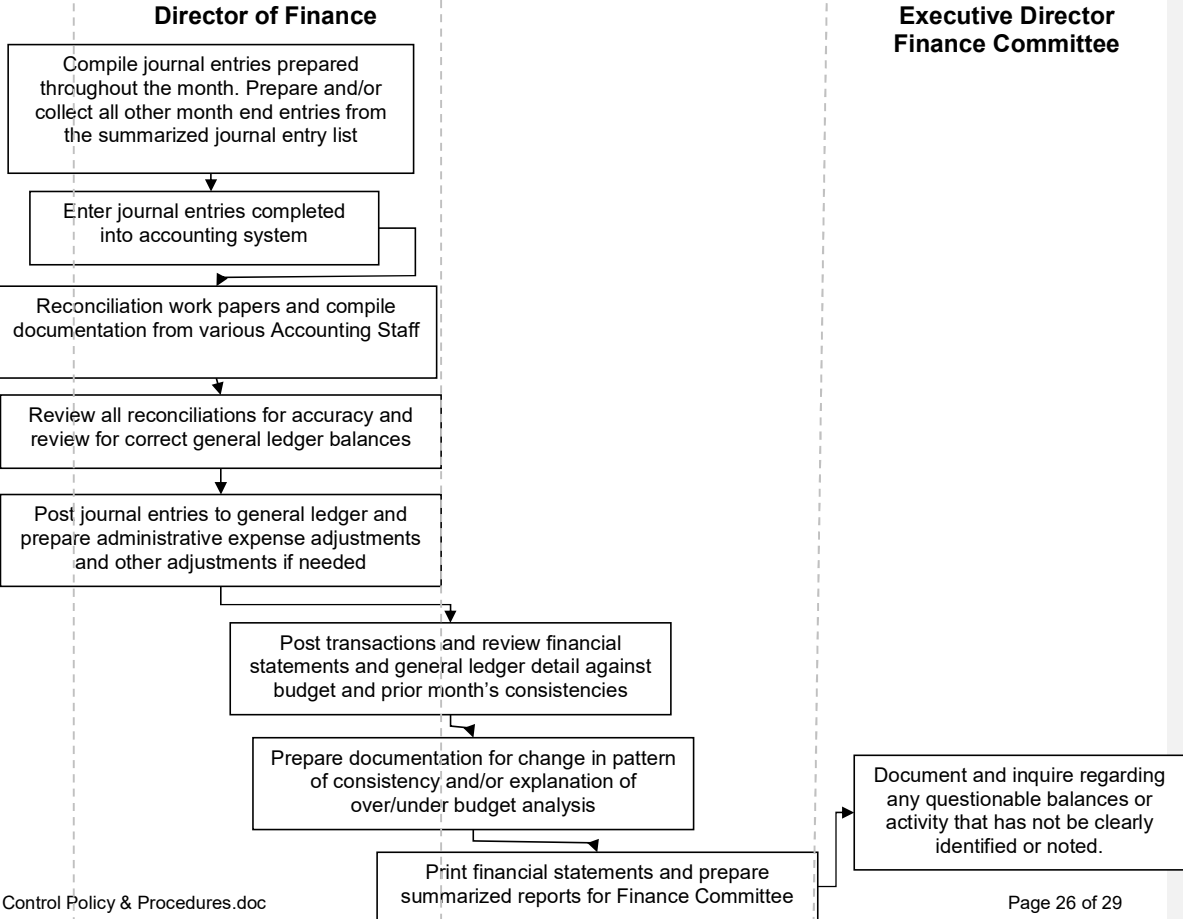 Director of Finance
Executive Director
Finance Committee
Compile journal entries prepared
throughout the month. Prepare and/or
collect all other month end entries from
the summarized journal entry list
Enter journal entries completed
into accounting system
Reconciliation work papers and compile
documentation from various Accounting Staff
Review all reconciliations for accuracy and
review for correct general ledger balances
Post journal entries to general ledger and
prepare administrative expense adjustments
and other adjustments if needed
Post transactions and review financial
statements and general ledger detail against
budget and prior month’s consistencies
Prepare documentation for change in pattern
of consistency and/or explanation of
over/under budget analysis
Print financial statements and prepare
summarized reports for Finance Committee
Document and inquire regarding
any questionable balances or
activity that has not be clearly
identified or noted.
Control Policy & Procedures.doc
Page 26 of 29